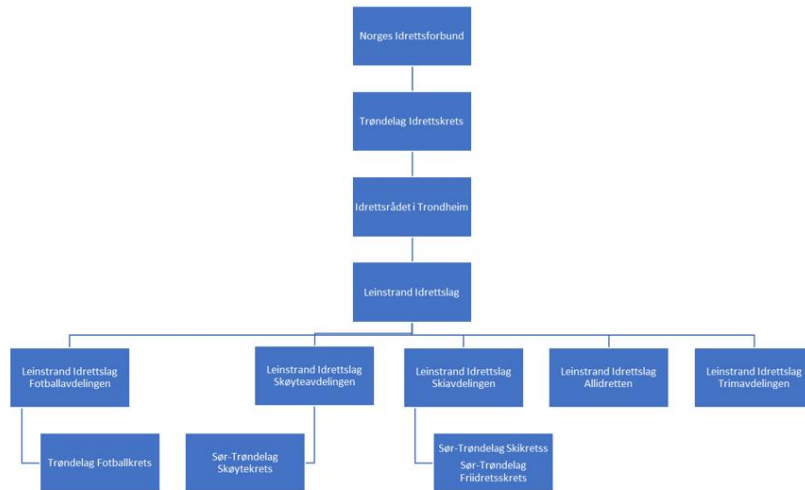 Norges Idrettsforbund
Trøndelag Idrettskrets
Idrettsrådet i Trondheim
Leinstrand Idrettslag
Leinstrand Idrettslag
Fotballavdelingen
Leinstrand Idrettslag
Skøyteavdelingen
Leinstrand Idrettslag
Skiavdelingen
Leinstrand Idrettslag
Allidretten
Leinstrand Idrettslag
Trimavdelingen
Trøndelag Fotballkrets
Sør-Trøndelag
Skøytekrets
Sør-Trøndelag Skikretss
Sør-Trøndelag
Friidretsskrets